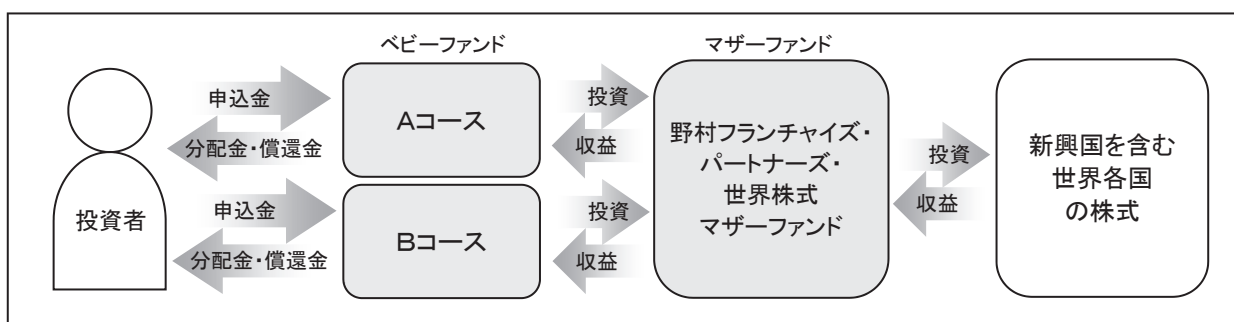 ベビーファンド
マザーファンド
投資者
申込金
分配金・償還金
申込金
分配金・償還金
Aコース
Bコース
投資
収益
投資
収益
野村フランチャイズ・
パートナーズ・
世界株式
マザーファンド
投資
収益
新興国を含む
世界各国
の株式